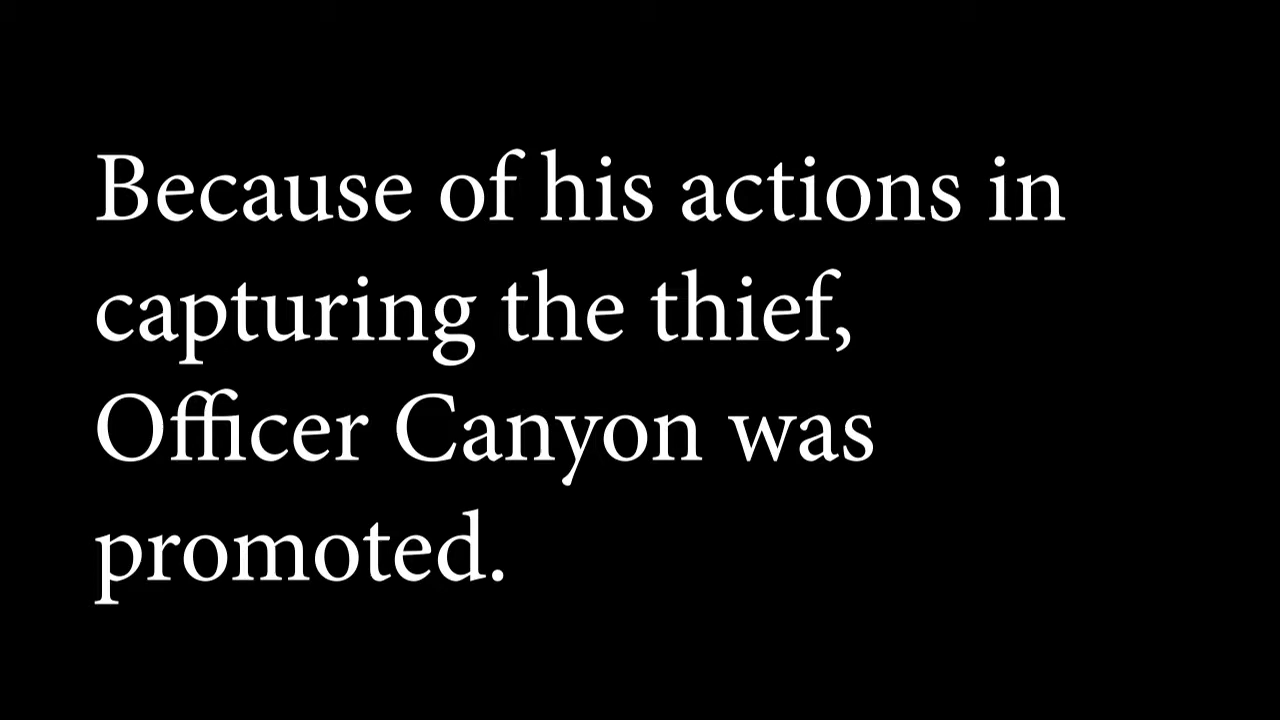 Because of his actions in
capturing the thief,
Officer Canyon was
promoted.